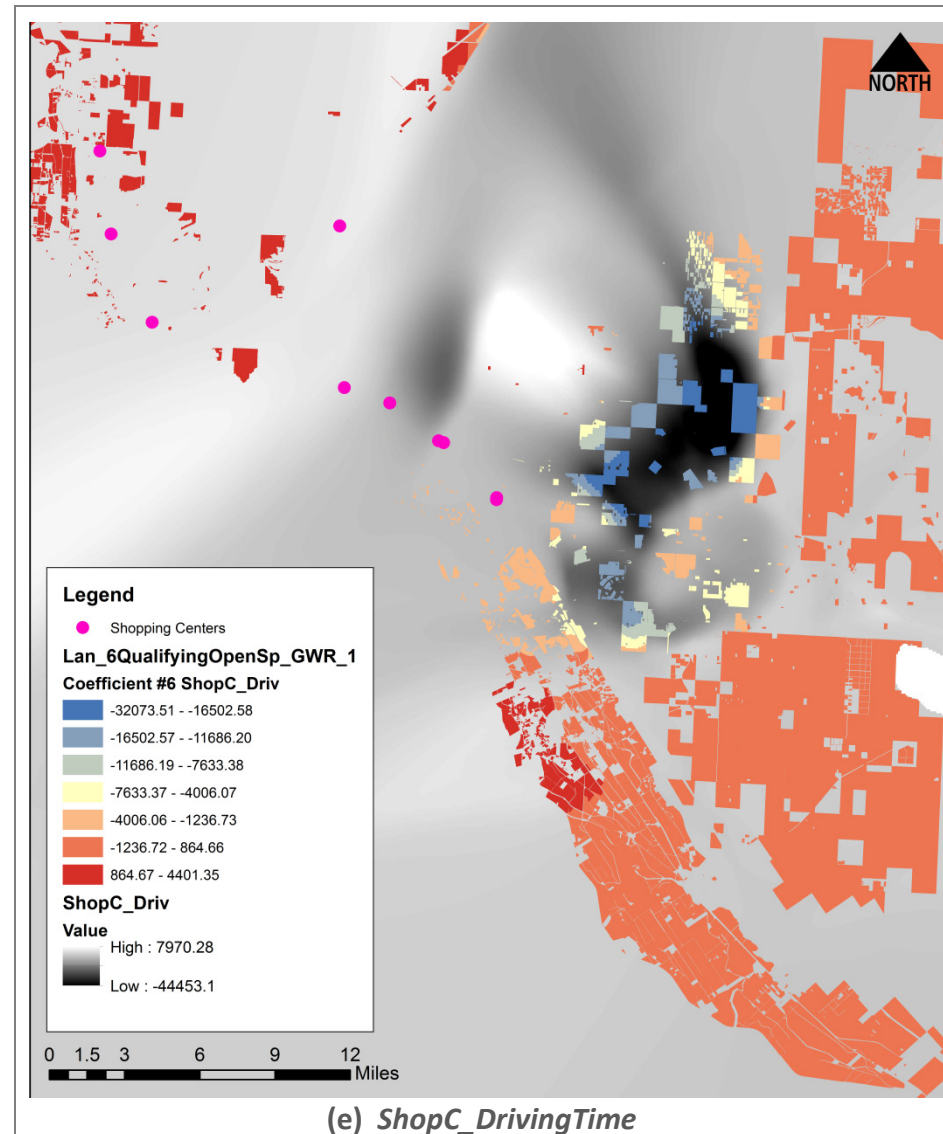 NORTH
Legend
Shopping Centers
Lan_6QualifyingOpenSp_GWR_1
Coefficient #6 ShopC_Driv
-32073.51 - -16502.58
-16502.57 - -11686.20
-11686.19 - -7633.38
-7633.37 - -4006.07
-4006.06 - -1236.73
-1236.72 - 864.66
864.67 - 4401.35
ShopC_Driv
Value
High : 7970.28
Low : -44453.1
0 1.5 3 6 9 12
Miles
(e) ShopC_DrivingTime